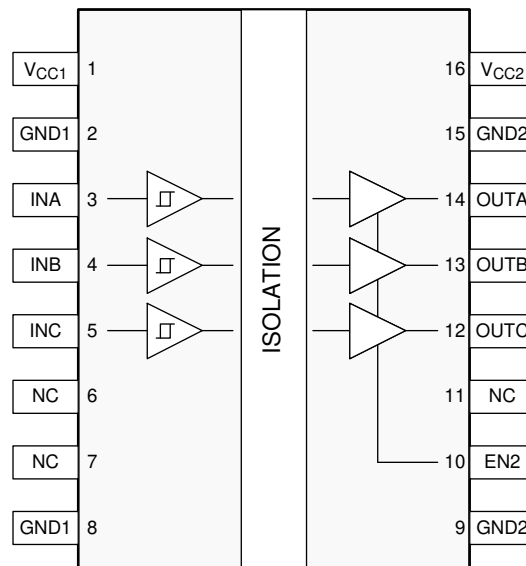 VCC1 1 16 VCC2
GND1 2 15 GND2
INA 3 14 OUTA
INB 4 13 OUTB
INC 5 12 OUTC
NC 6 11 NC
NC 7 10 EN2
GND1 8 9 GND2
ISOLATION